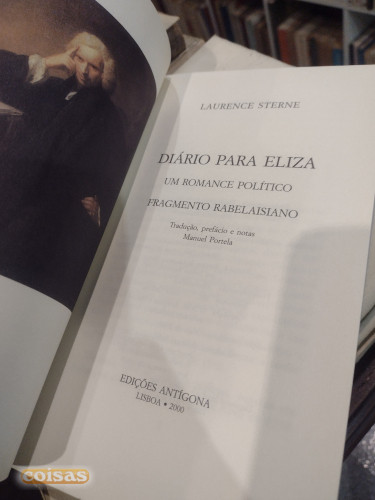 LAURENCE STERNE
DIÁRIO PARA ELIZA
UM ROMANCE POLÍTICO
FRAGMENTO RABELAISIANO
Tradução, prefácio e notas
Manuel Portela
EDIÇÕES ANTÍGONA
LISBOA • 2000
coisas